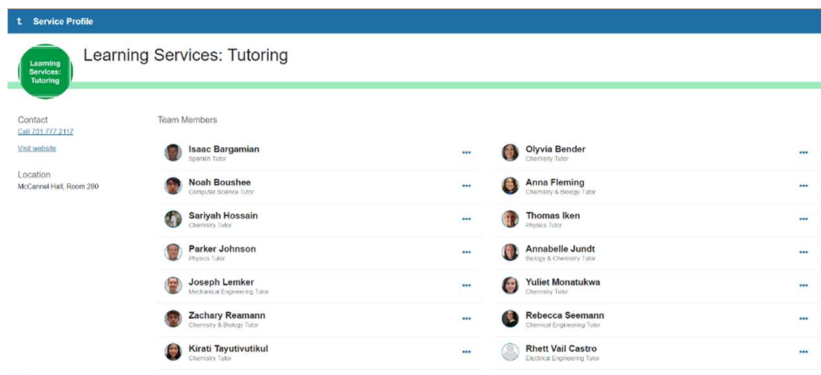 Service Profile
Learning Services: Tutoring
Learning
Services:
Tutoring
Contact
Call 701.777.2117
Visit website
Location
McCannel Hall, Room 280
Team Members
Isaac Bargamian
Spanish Tutor
Noah Boushee
Computer Science Tutor
Sariyah Hossain
Chemistry Tutor
Parker Johnson
Physics Tutor
Joseph Lemker
Mechanical Engineering Tutor
Zachary Reamann
Chemistry & Biology Tutor
Kirati Tayutivutikul
Chemistry Tutor
Olyvia Bender
Chemistry Tutor
Anna Fleming
Chemistry & Biology Tutor
Thomas Iken
Physics Tutor
Annabelle Jundt
Biology & Chemistry Tutor
Yuliet Monatukwa
Chemistry Tutor
Rebecca Seemann
Chemical Engineering Tutor
Rhett Vail Castro
Electrical Engineering Tutor